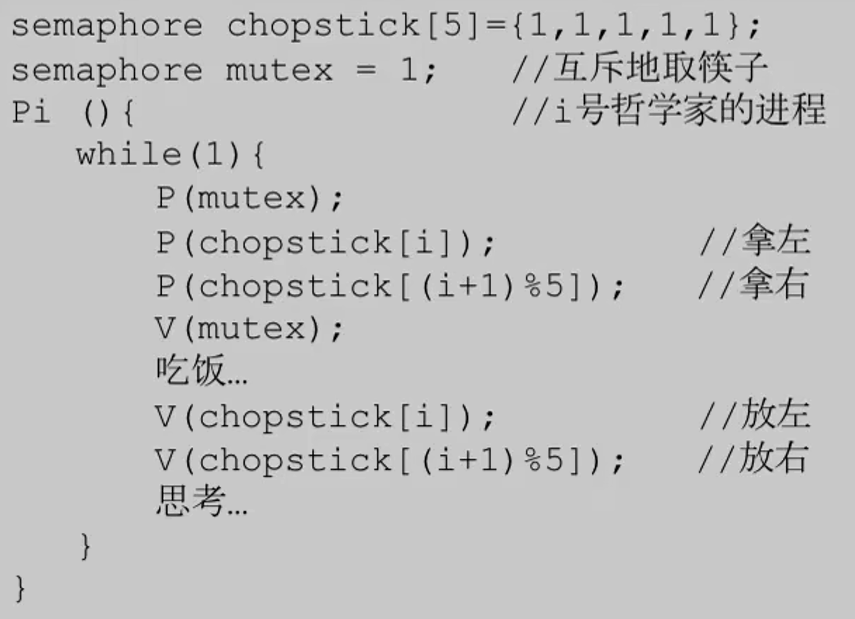 semaphore chopstick[5]={1,1,1,1,1};
semaphore mutex = 1;    //互斥地取筷子
Pi (){    //i号哲学家的进程
while(1){
P(mutex);
P(chopstick[i]);    //拿左
P(chopstick[(i+1)%5]);    //拿右
V(mutex);
吃饭…
V(chopstick[i]);    //放左
V(chopstick[(i+1)%5]);    //放右
思考…
}
}